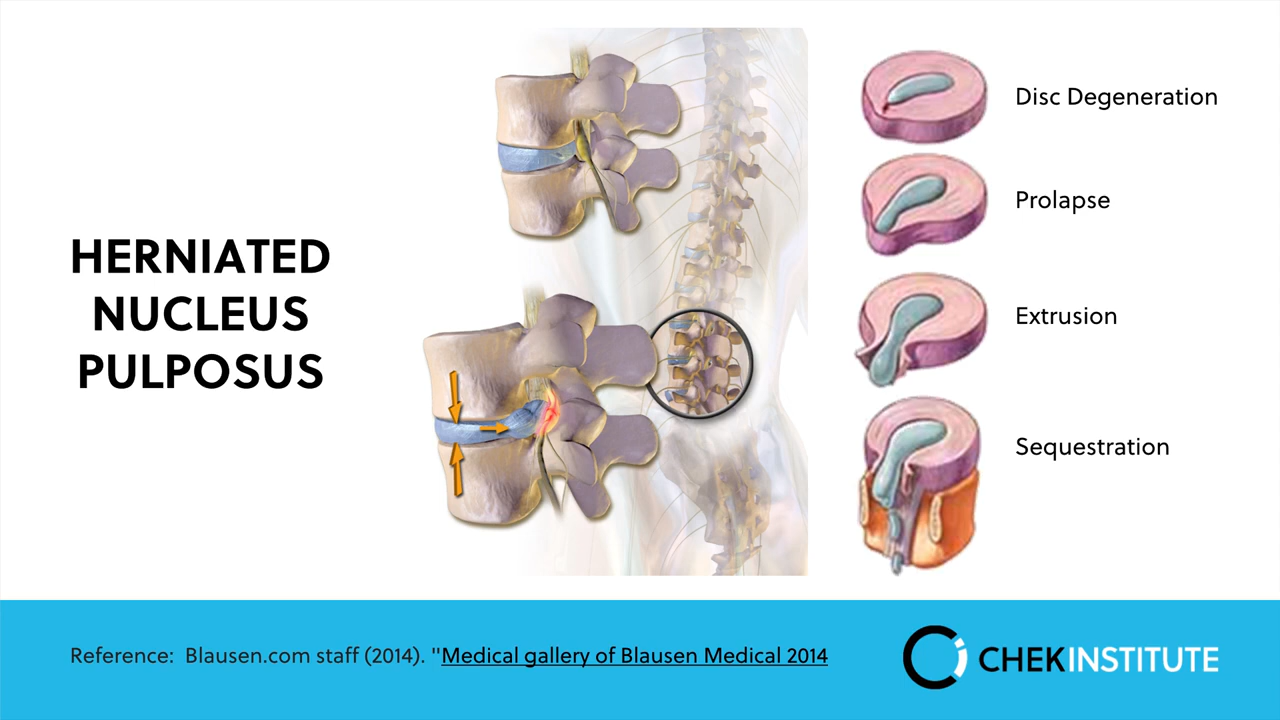 HERNIATED
NUCLEUS
PULPOSUS
Disc Degeneration
Prolapse
Extrusion
Sequestration
Reference:  Blausen.com staff (2014). "Medical gallery of Blausen Medical 2014
CHEKINSTITUTE